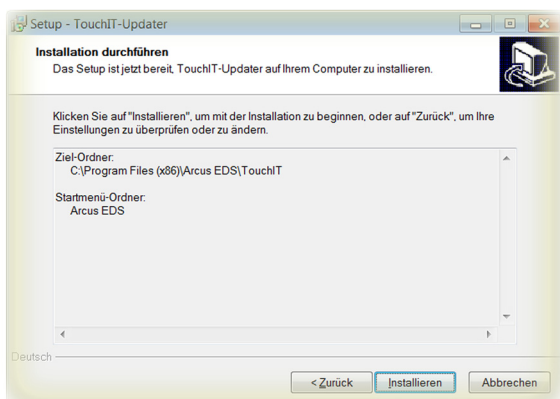 Setup - TouchIT-Updater
Installation durchführen
Das Setup ist jetzt bereit, TouchIT-Updater auf Ihrem Computer zu installieren.
Klicken Sie auf "Installieren", um mit der Installation zu beginnen, oder auf "Zurück", um Ihre
Einstellungen zu überprüfen oder zu ändern.
Ziel-Ordner:
C:\Program Files (x86)\Arcus EDS\TouchIT
Startmenü-Ordner:
Arcus EDS
Deutsch
< Zurück
Installieren
Abbrechen